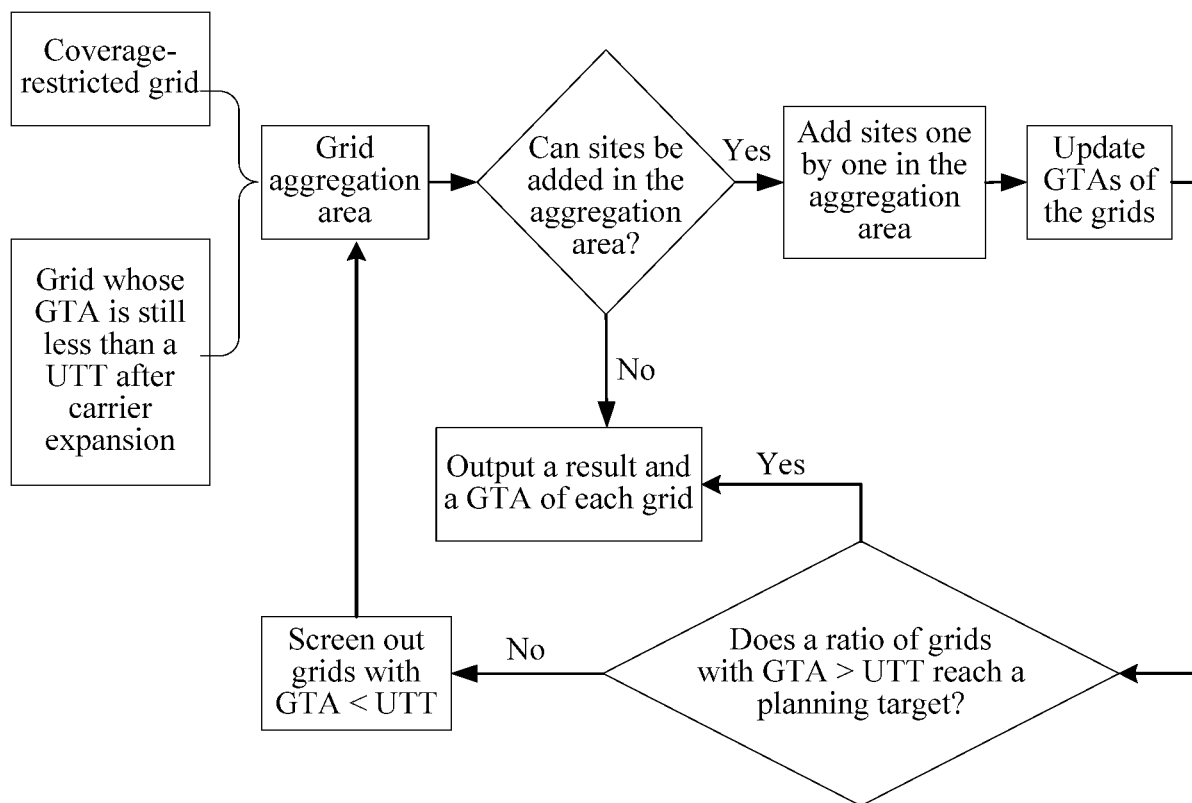 Coverage-
restricted grid
Grid whose
GTA is still
less than a
UTT after
carrier
expansion
Grid
aggregation
area
Can sites be
added in the
aggregation
area?
Yes
Add sites one
by one in the
aggregation
area
Update
GTAs of
the grids
No
Output a result and
a GTA of each grid
Yes
Does a ratio of grids
with GTA > UTT reach a
planning target?
No
Screen out
grids with
GTA < UTT